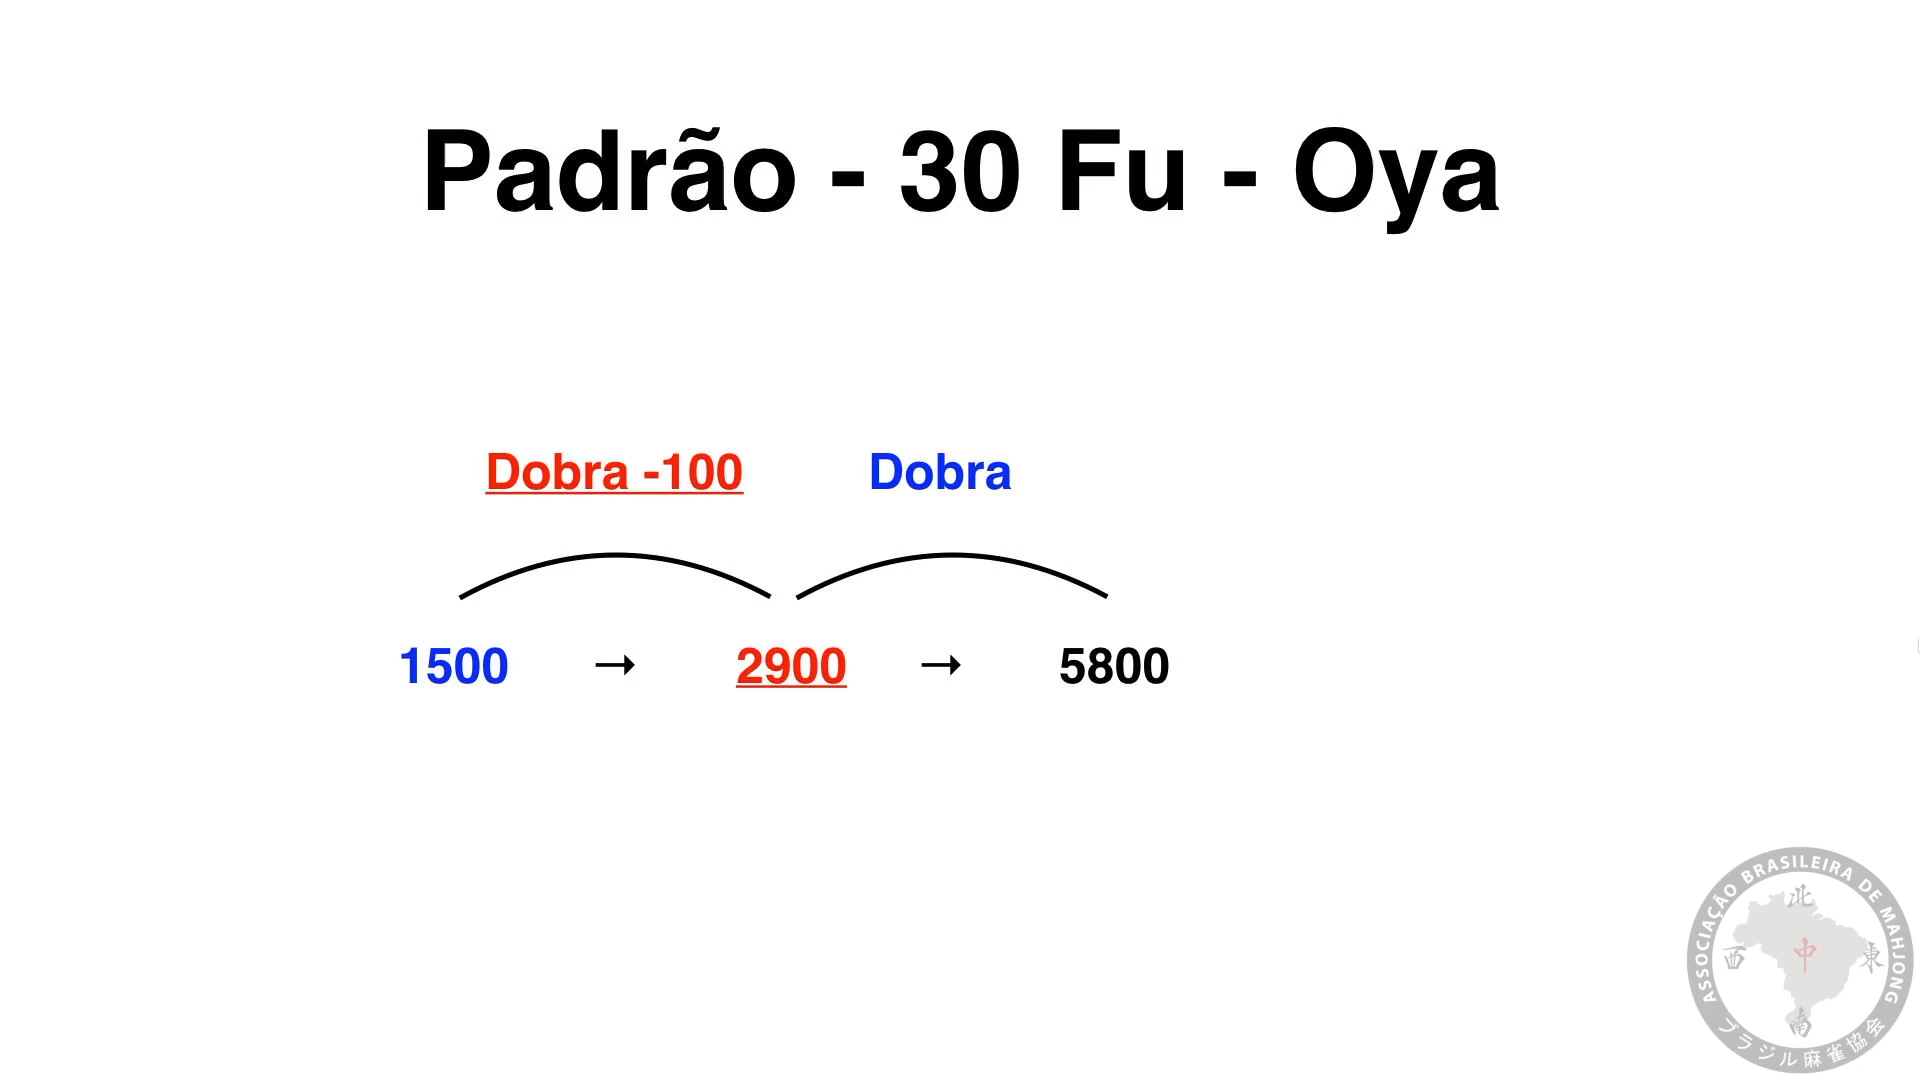 Padrão - 30 Fu - Oya
Dobra -100 Dobra
1500 → 2900 → 5800
ASSOCIAÇÃO BRASILEIRA DE MAHJONG
北
西 中 東
南
ブラジル麻雀協会